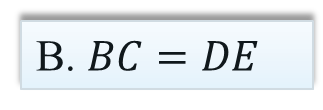 B. BC = DE